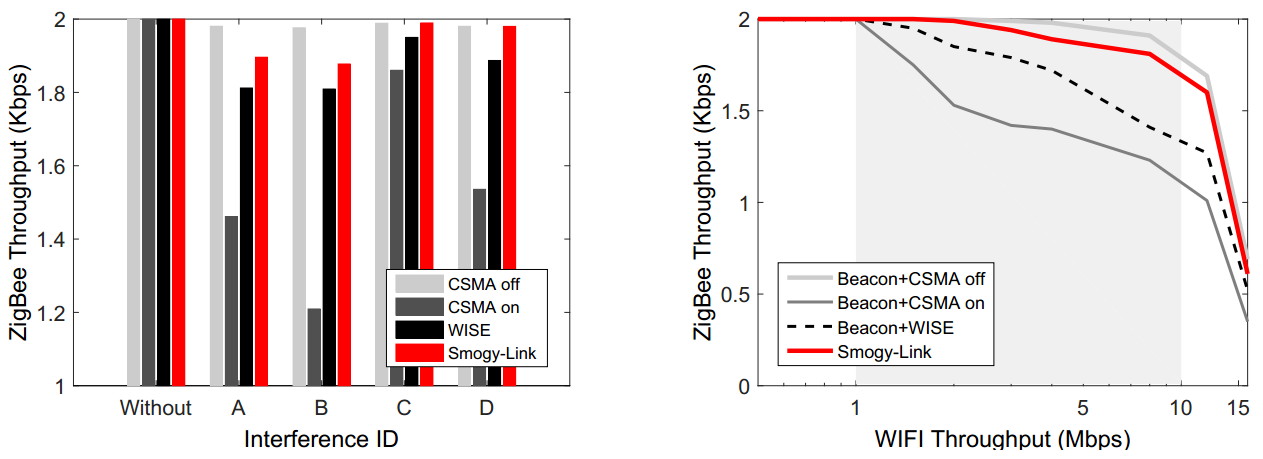 ZigBee Throughput (Kbps)
2
1.8
1.6
1.4
1.2
1
CSMA off
CSMA on
WISE
Smogy-Link
Without A B C D
Interference ID
ZigBee Throughput (Kbps)
2
1.5
1
0.5
0
Beacon+CSMA off
Beacon+CSMA on
Beacon+WISE
Smogy-Link
1 5 10 15
WIFI Throughput (Mbps)